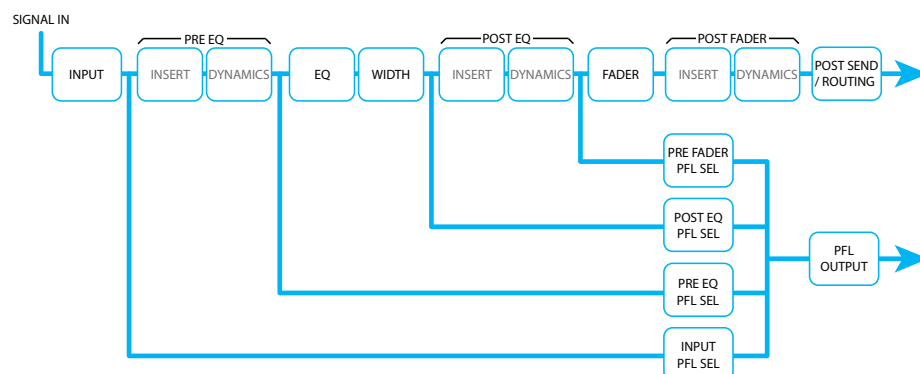 SIGNAL IN
PRE EQ
POST EQ
POST FADER
INPUT
INSERT
DYNAMICS
EQ
WIDTH
INSERT
DYNAMICS
FADER
INSERT
DYNAMICS
POST SEND
/ ROUTING
PRE FADER
PFL SEL
POST EQ
PFL SEL
PFL
OUTPUT
PRE EQ
PFL SEL
INPUT
PFL SEL